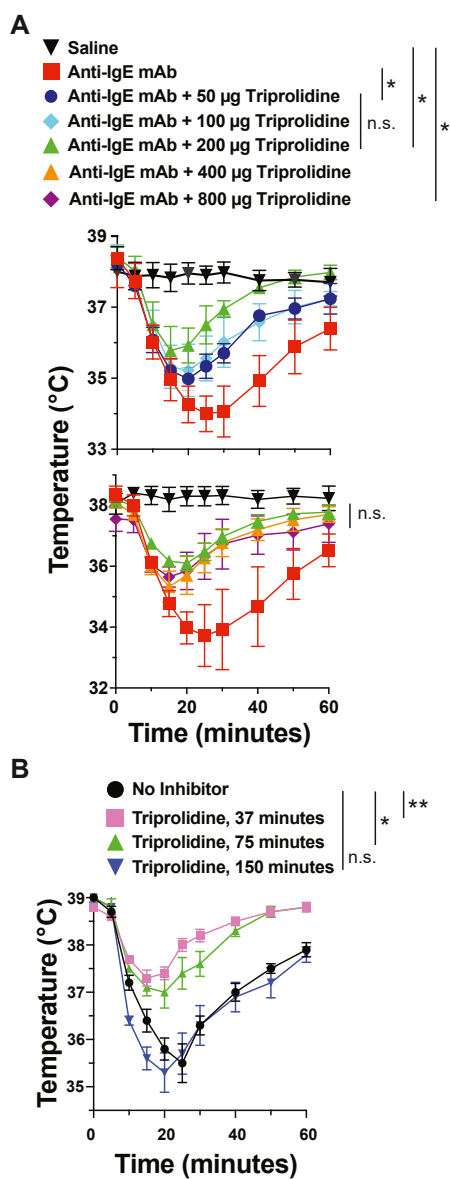 A
Saline
Anti-IgE mAb
Anti-IgE mAb + 50 µg Triprolidine
Anti-IgE mAb + 100 µg Triprolidine
Anti-IgE mAb + 200 µg Triprolidine
Anti-IgE mAb + 400 µg Triprolidine
Anti-IgE mAb + 800 µg Triprolidine
*
n.s.
*
*
39
37
35
33
Temperature (°C)
38
36
34
32
n.s.
0 20 40 60
Time (minutes)
B
No Inhibitor
Triprolidine, 37 minutes
Triprolidine, 75 minutes
Triprolidine, 150 minutes
n.s.
*
**
39
38
37
36
35
Temperature (°C)
0 20 40 60
Time (minutes)